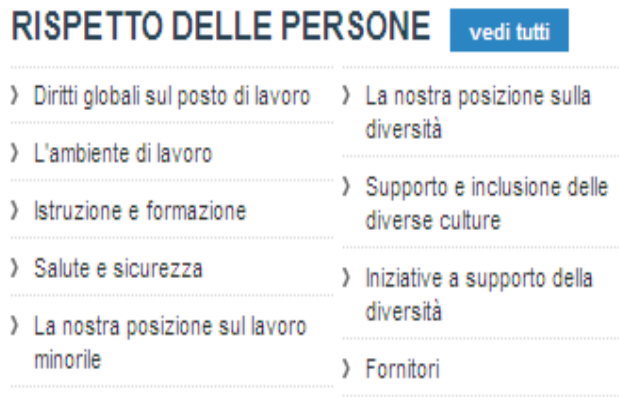 RISPETTO DELLE PERSONE vedi tutti
Diritti globali sul posto di lavoro
L'ambiente di lavoro
Istruzione e formazione
Salute e sicurezza
La nostra posizione sul lavoro
minorile
La nostra posizione sulla
diversità
Supporto e inclusione delle
diverse culture
Iniziative a supporto della
diversità
Fornitori